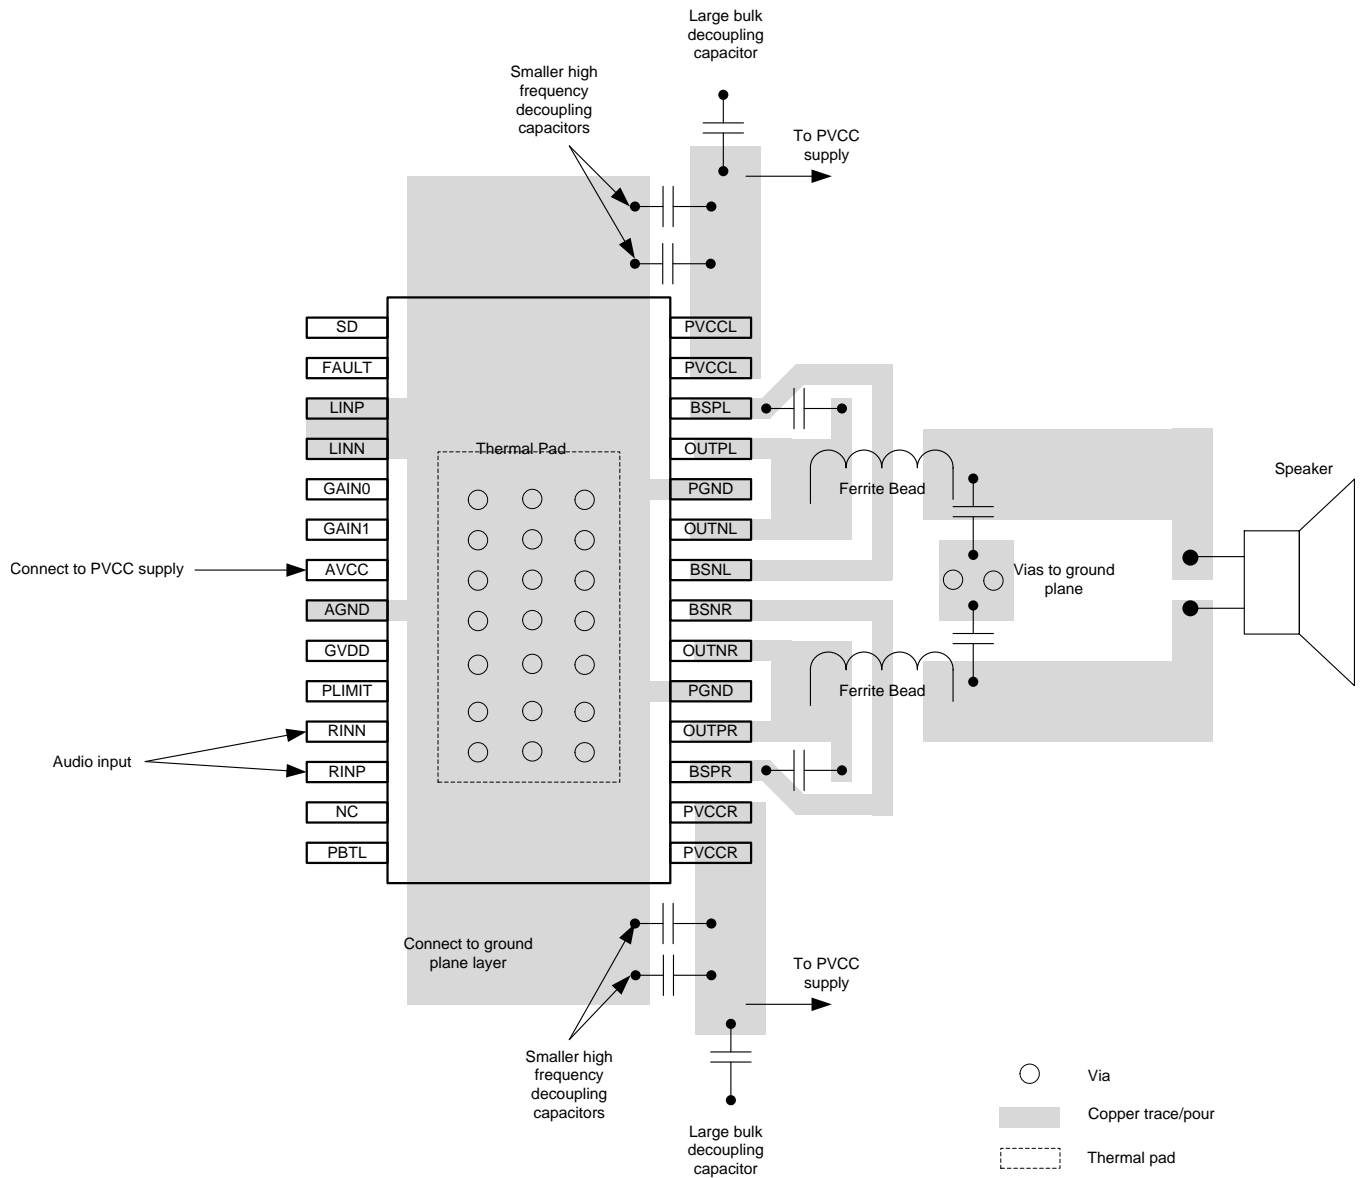 Large bulk
decoupling
capacitor
Smaller high
frequency
decoupling
capacitors
To PVCC
supply
SD
FAULT
LINP
LINN
GAIN0
GAIN1
AVCC
AGND
GVDD
PLIMIT
RINN
RINP
NC
PBTL
Connect to PVCC supply
Audio input
Thermal Pad
PVCCL
PVCCL
BSPL
OUTPL
PGND
OUTNL
BSNL
BSNR
OUTNR
PGND
OUTPR
BSPR
PVCCR
PVCCR
Ferrite Bead
Ferrite Bead
Vias to ground
plane
Speaker
Connect to ground
plane layer
To PVCC
supply
Smaller high
frequency
decoupling
capacitors
Large bulk
decoupling
capacitor
Via
Copper trace/pour
Thermal pad